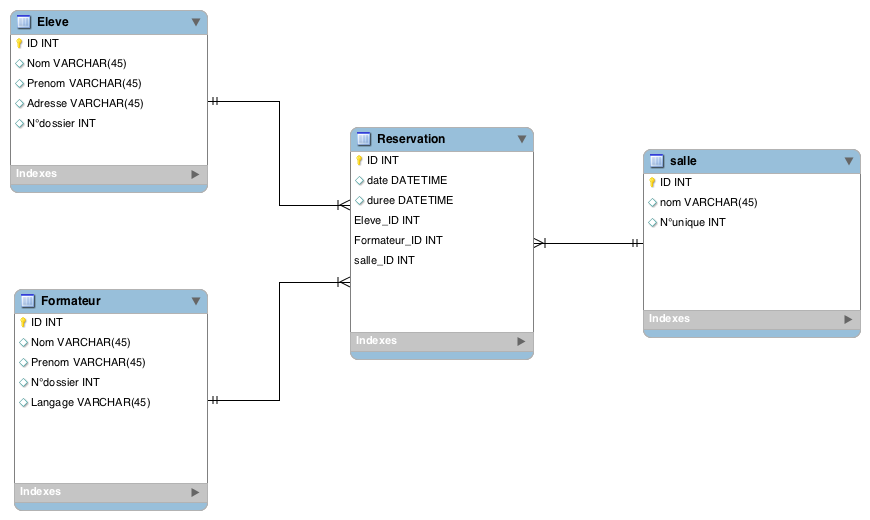 Eleve
ID INT
Nom VARCHAR(45)
Prenom VARCHAR(45)
Adresse VARCHAR(45)
N°dossier INT
Indexes
Formateur
ID INT
Nom VARCHAR(45)
Prenom VARCHAR(45)
N°dossier INT
Langage VARCHAR(45)
Indexes
Reservation
ID INT
date DATETIME
duree DATETIME
Eleve_ID INT
Formateur_ID INT
salle_ID INT
Indexes
salle
ID INT
nom VARCHAR(45)
N°unique INT
Indexes